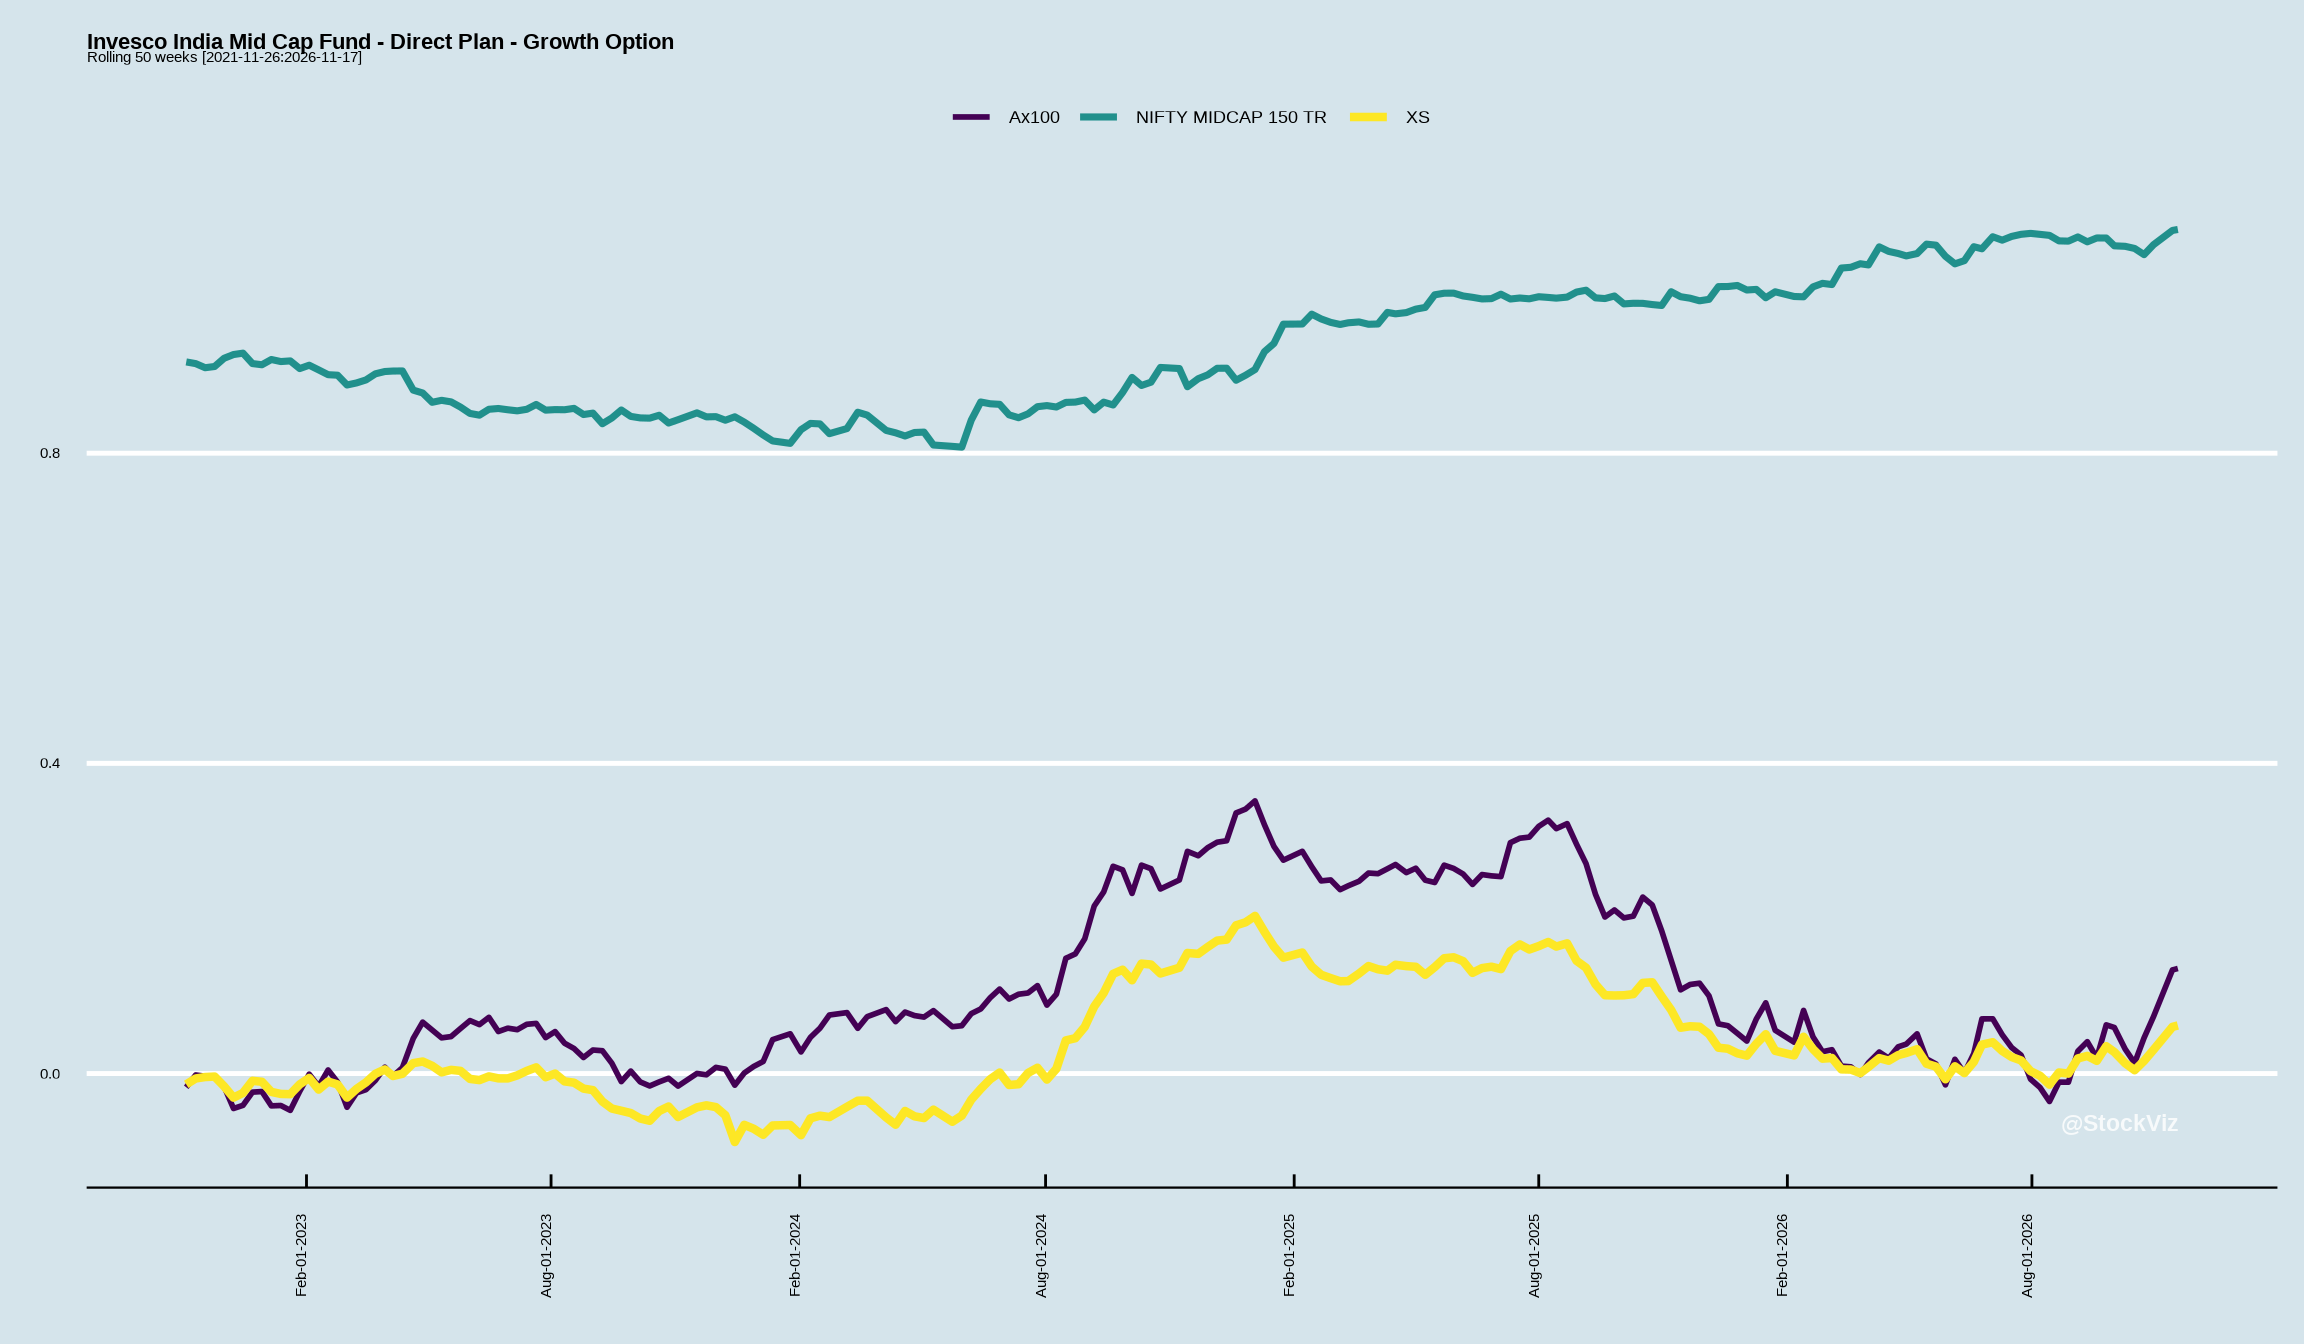 Invesco India Mid Cap Fund - Direct Plan - Growth Option
Rolling 50 weeks [2021-11-26:2026-11-17]
Ax100 NIFTY MIDCAP 150 TR XS
0.8
0.4
0.0
@StockViz
Feb-01-2023 Aug-01-2023 Feb-01-2024 Aug-01-2024 Feb-01-2025 Aug-01-2025 Feb-01-2026 Aug-01-2026